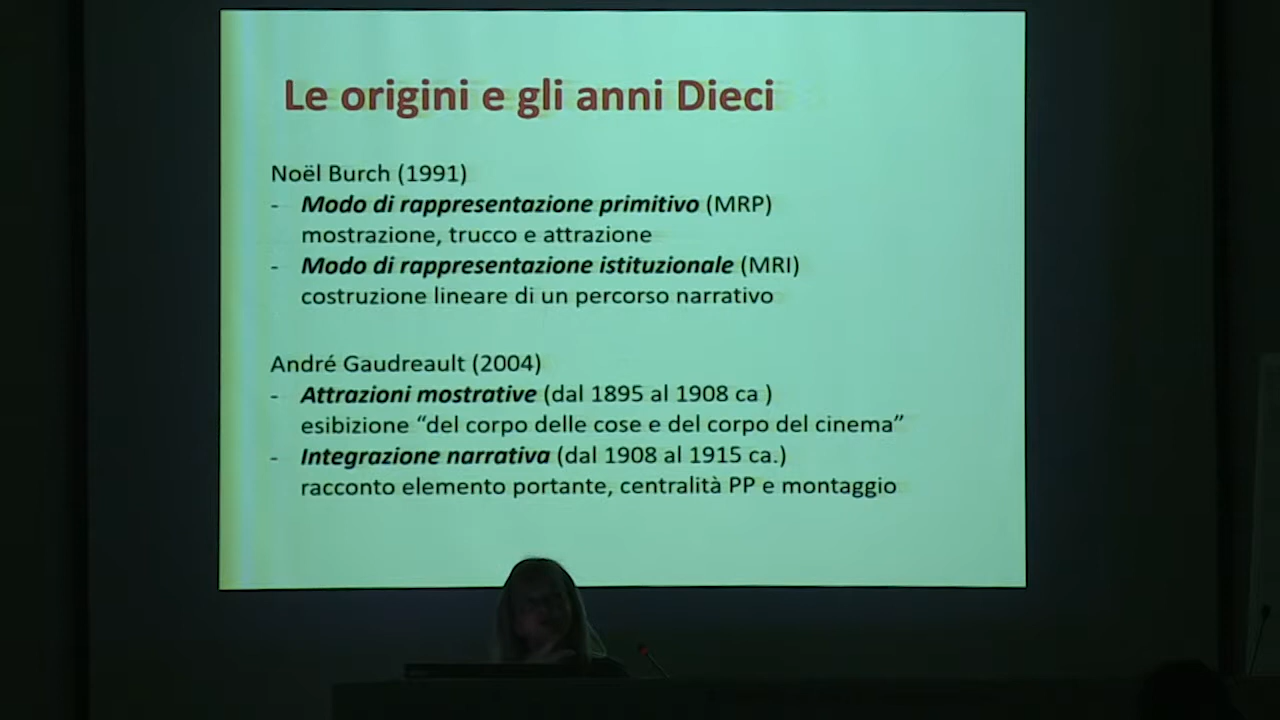 Le origini e gli anni Dieci
Noël Burch (1991)
- Modo di rappresentazione primitivo (MRP)
mostrazione, trucco e attrazione
- Modo di rappresentazione istituzionale (MRI)
costruzione lineare di un percorso narrativo
André Gaudreault (2004)
- Attrazioni mostrative (dal 1895 al 1908 ca )
esibizione “del corpo delle cose e del corpo del cinema”
- Integrazione narrativa (dal 1908 al 1915 ca.)
racconto elemento portante, centralità PP e montaggio